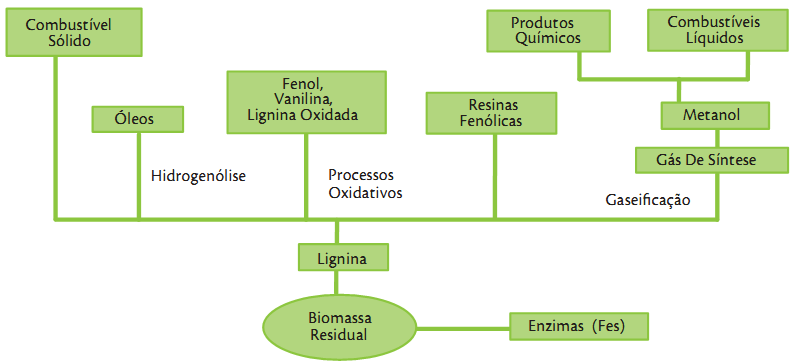 Combustível
Sólido
Produtos
Químicos
Combustíveis
Líquidos
Óleos
Fenol,
Vanilina,
Lignina Oxidada
Resinas
Fenólicas
Metanol
Gás De Síntese
Hidrogenólise
Processos
Oxidativos
Gaseificação
Lignina
Biomassa
Residual
Enzimas (Fes)